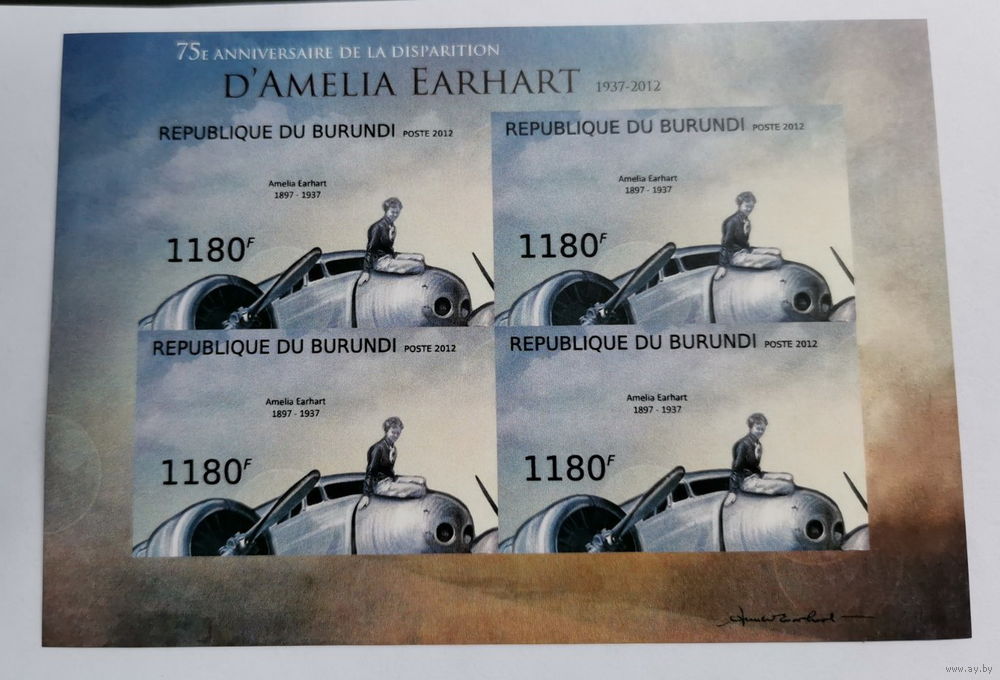 75E ANNIVERSAIRE DE LA DISPARITION
D'AMELIA EARHART 1937-2012
REPUBLIQUE DU BURUNDI POSTE 2012
Amelia Earhart
1897 - 1937
1180F
REPUBLIQUE DU BURUNDI POSTE 2012
Amelia Earhart
1897 - 1937
1180F
REPUBLIQUE DU BURUNDI POSTE 2012
Amelia Earhart
1897 - 1937
1180F
REPUBLIQUE DU BURUNDI POSTE 2012
Amelia Earhart
1897 - 1937
1180F
Amelia Earhart
www.ay.by